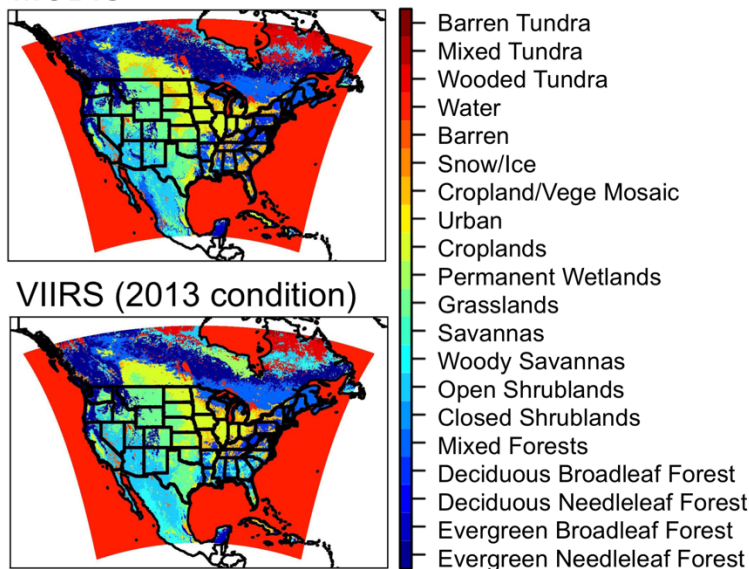 VIIRS (2013 condition)
Barren Tundra
Mixed Tundra
Wooded Tundra
Water
Barren
Snow/Ice
Cropland/Vege Mosaic
Urban
Croplands
Permanent Wetlands
Grasslands
Savannas
Woody Savannas
Open Shrublands
Closed Shrublands
Mixed Forests
Deciduous Broadleaf Forest
Deciduous Needleleaf Forest
Evergreen Broadleaf Forest
Evergreen Needleleaf Forest